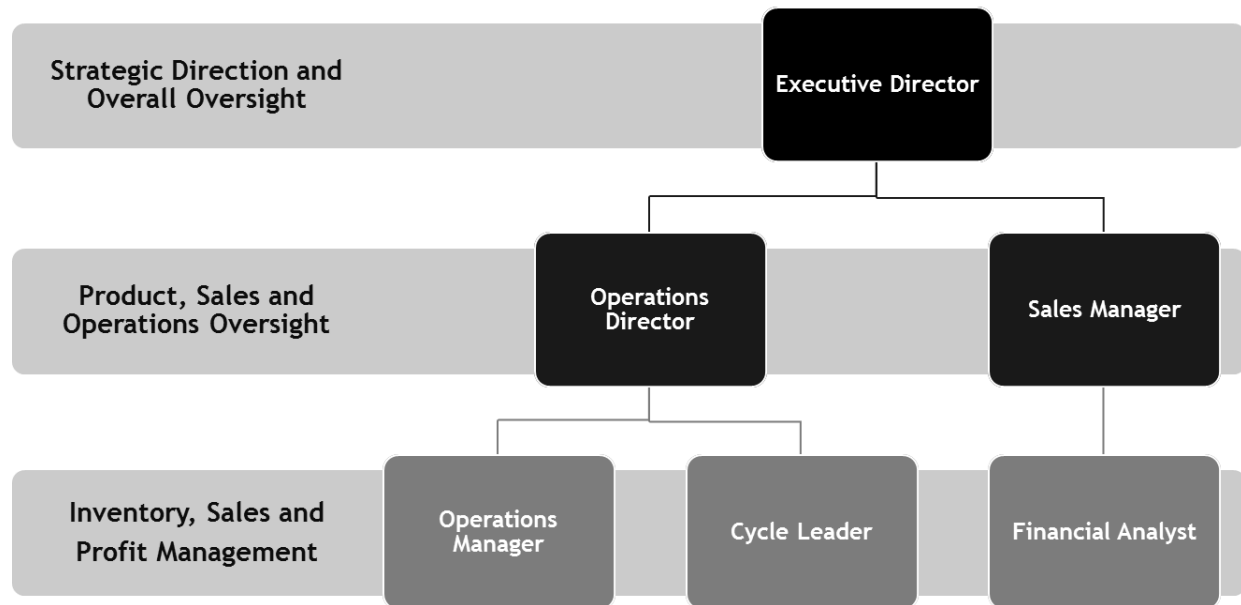 Strategic Direction and
Overall Oversight
Executive Director
Product, Sales and
Operations Oversight
Operations
Director
Sales Manager
Inventory, Sales and
Profit Management
Operations
Manager
Cycle Leader
Financial Analyst